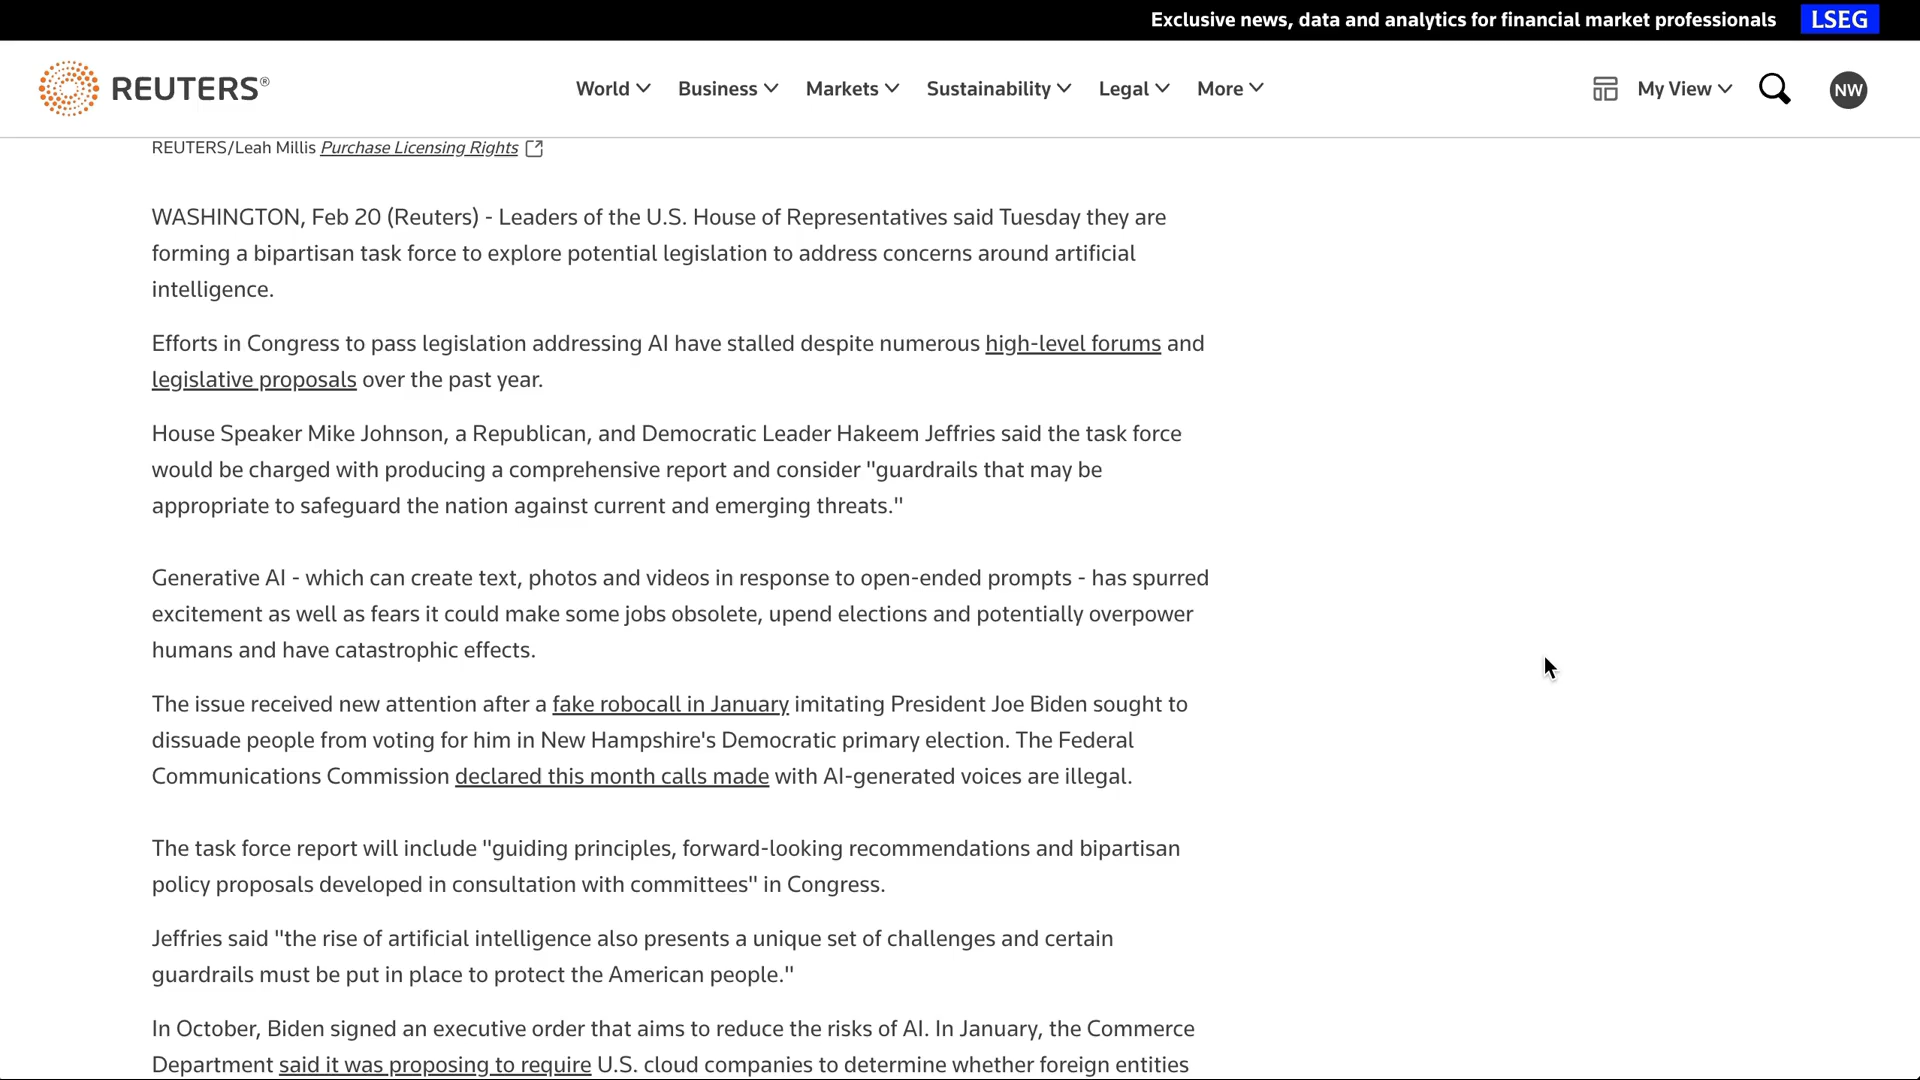 Exclusive news, data and analytics for financial market professionals LSEG
REUTERS® World Business Markets Sustainability Legal More My View NW
REUTERS/Leah Millis Purchase Licensing Rights
WASHINGTON, Feb 20 (Reuters) - Leaders of the U.S. House of Representatives said Tuesday they are
forming a bipartisan task force to explore potential legislation to address concerns around artificial
intelligence.
Efforts in Congress to pass legislation addressing AI have stalled despite numerous high-level forums and
legislative proposals over the past year.
House Speaker Mike Johnson, a Republican, and Democratic Leader Hakeem Jeffries said the task force
would be charged with producing a comprehensive report and consider "guardrails that may be
appropriate to safeguard the nation against current and emerging threats."
Generative AI - which can create text, photos and videos in response to open-ended prompts - has spurred
excitement as well as fears it could make some jobs obsolete, upend elections and potentially overpower
humans and have catastrophic effects.
The issue received new attention after a fake robocall in January imitating President Joe Biden sought to
dissuade people from voting for him in New Hampshire's Democratic primary election. The Federal
Communications Commission declared this month calls made with AI-generated voices are illegal.
The task force report will include "guiding principles, forward-looking recommendations and bipartisan
policy proposals developed in consultation with committees" in Congress.
Jeffries said "the rise of artificial intelligence also presents a unique set of challenges and certain
guardrails must be put in place to protect the American people."
In October, Biden signed an executive order that aims to reduce the risks of AI. In January, the Commerce
Department said it was proposing to require U.S. cloud companies to determine whether foreign entities